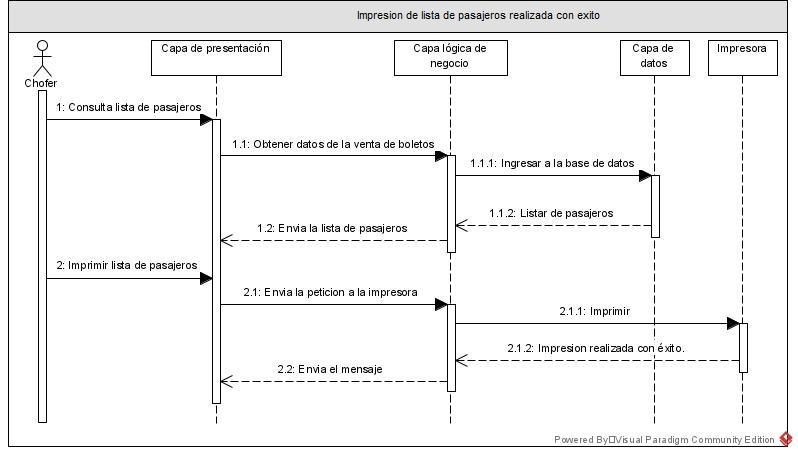 Impresion de lista de pasajeros realizada con exito
Chofer
Capa de presentación
Capa lógica de
negocio
Capa de
datos
Impresora
1: Consulta lista de pasajeros
1.1: Obtener datos de la venta de boletos
1.1.1: Ingresar a la base de datos
1.1.2: Listar de pasajeros
1.2: Envia la lista de pasajeros
2: Imprimir lista de pasajeros
2.1: Envia la peticion a la impresora
2.1.1: Imprimir
2.1.2: Impresion realizada con éxito.
2.2: Envia el mensaje
Powered By□Visual Paradigm Community Edition